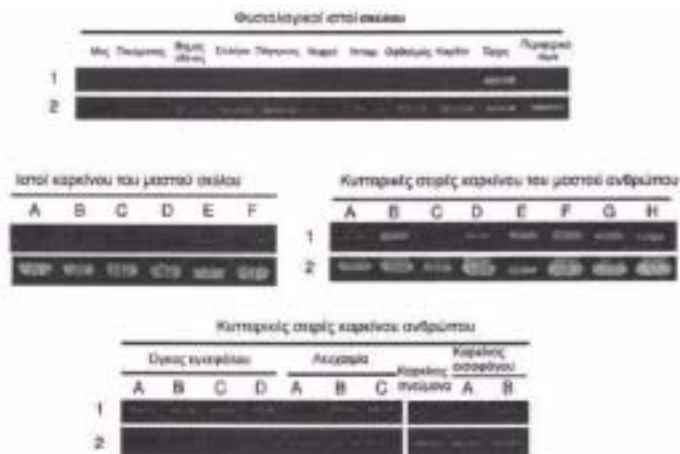 Φυσιολογικοί ιστοί σκύλου
Μυς Πνεύμονας Θύμος αδένας Σπλήνα Πάγκρεας Νεφρό Ήπαρ Οφθαλμός Καρδία Όρχις Περιφερικό αίμα
1
2
Ιστοί καρκίνου του μαστού σκύλου
A B C D E F
Κυτταρικές σειρές καρκίνου του μαστού ανθρώπου
A B C D E F G H
1
2
Κυτταρικές σειρές καρκίνου ανθρώπου
Όγκος εγκεφάλου Λευχαιμία Καρκίνος πνεύμονα Καρκίνος οισοφάγου
A B C D A B C A B
1
2